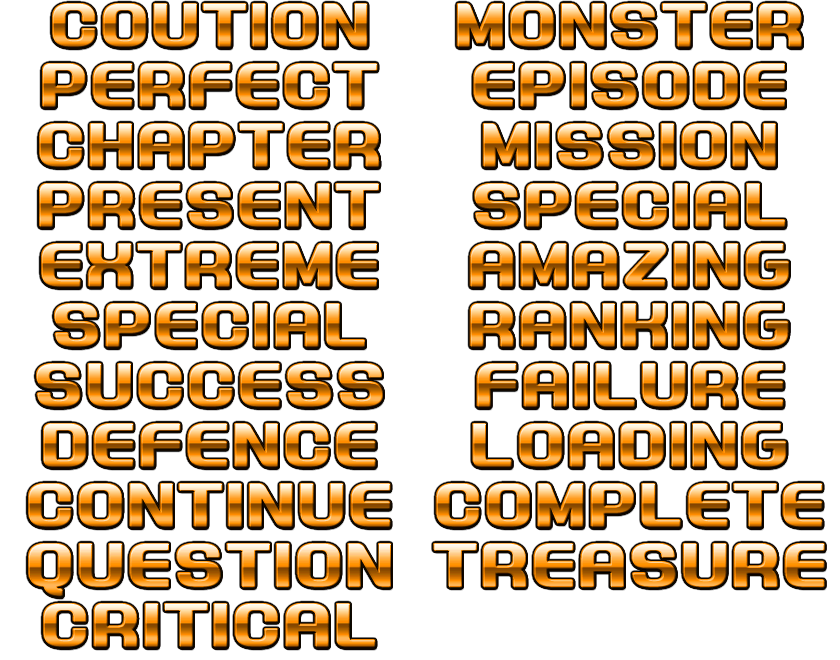 COUTION
PERFECT
CHAPTER
PRESENT
EXTREME
SPECIAL
SUCCESS
DEFENCE
CONTINUE
QUESTION
CRITICAL
MONSTER
EPISODE
MISSION
SPECIAL
AMAZING
RANKING
FAILURE
LOADING
COMPLETE
TREASURE